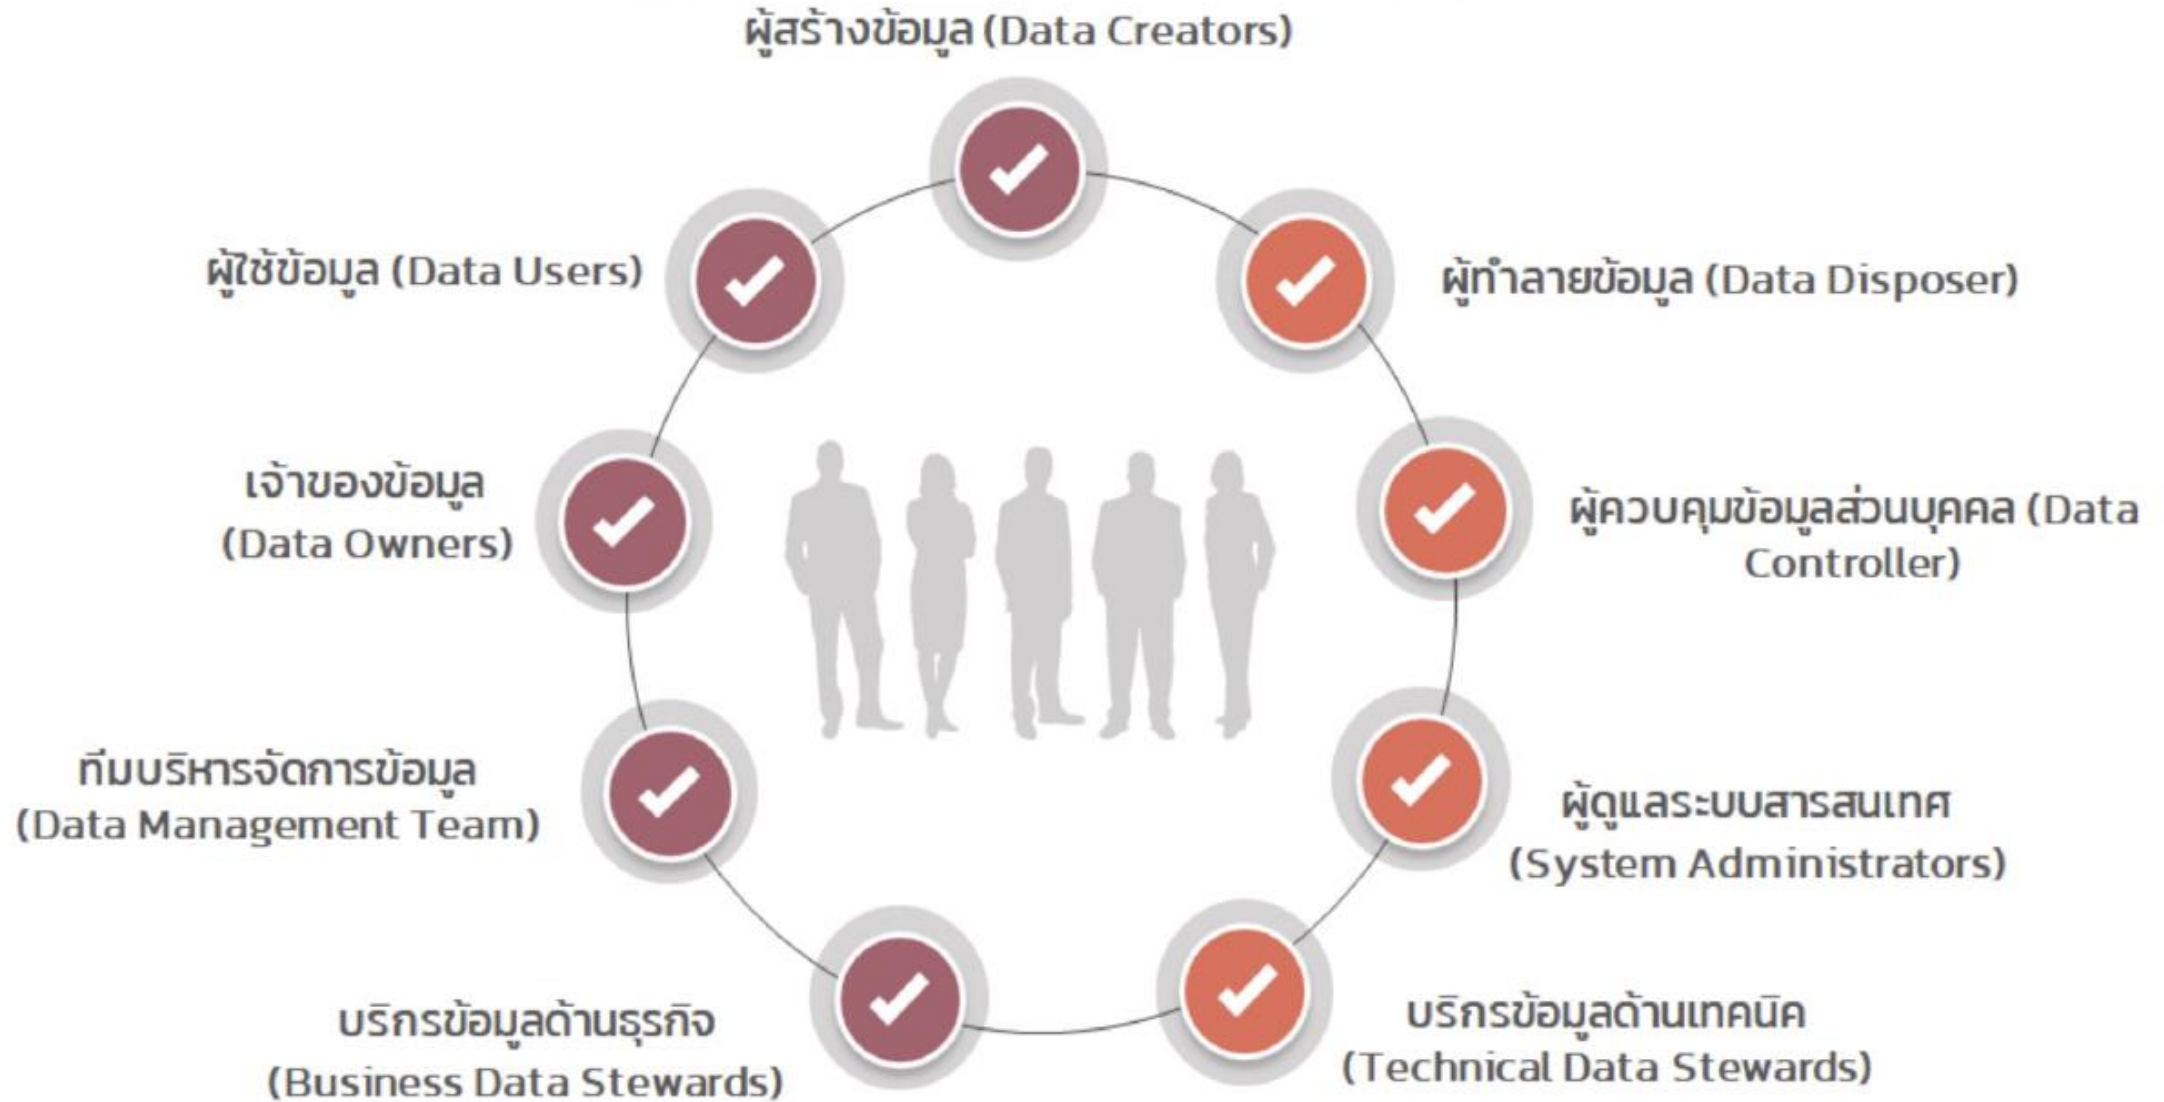 ผู้สร้างข้อมูล (Data Creators)
ผู้ใช้ข้อมูล (Data Users)
ผู้ทำลายข้อมูล (Data Disposer)
เจ้าของข้อมูล
(Data Owners)
ผู้ควบคุมข้อมูลส่วนบุคคล (Data
Controller)
ทีมบริหารจัดการข้อมูล
(Data Management Team)
ผู้ดูแลระบบสารสนเทศ
(System Administrators)
บริกรข้อมูลด้านธุรกิจ
(Business Data Stewards)
บริกรข้อมูลด้านเทคนิค
(Technical Data Stewards)